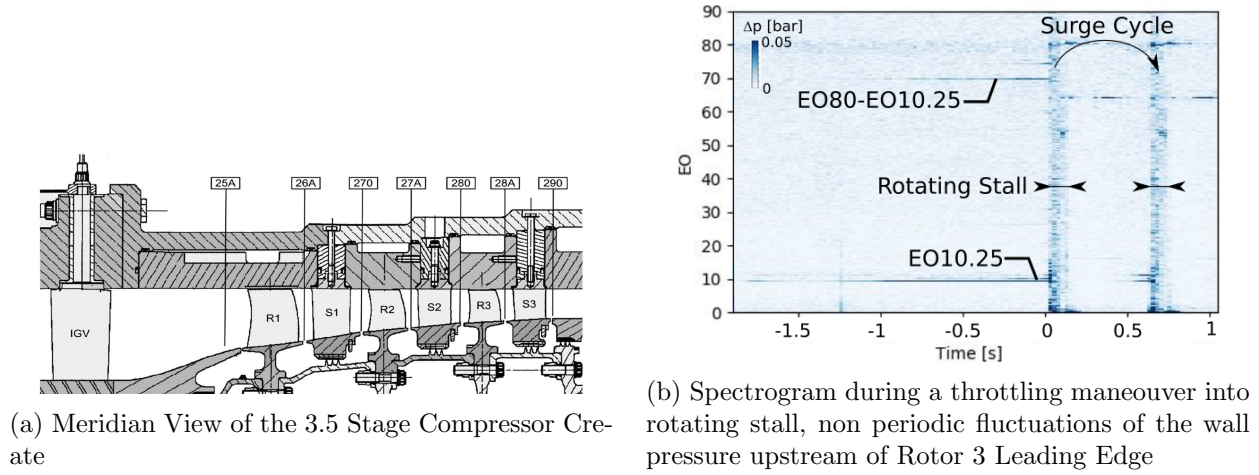 25A 26A 270 27A 280 28A 290
IGV R1 S1 R2 S2 R3 S3
(a) Meridian View of the 3.5 Stage Compressor Cre-
ate
90
80
70
60
50
40
30
20
10
0
EO
Δp [bar]
0.05
0
Surge Cycle
EO80-EO10.25
Rotating Stall
EO10.25
-1.5 -1 -0.5 0 0.5 1
Time [s]
(b) Spectrogram during a throttling maneouver into
rotating stall, non periodic fluctuations of the wall
pressure upstream of Rotor 3 Leading Edge